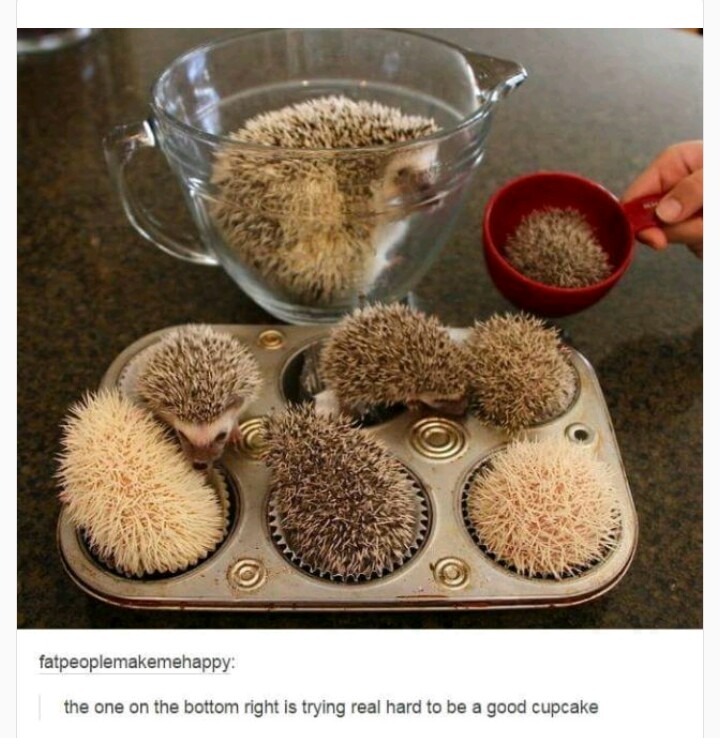 fatpeoplemakemehappy:
the one on the bottom right is trying real hard to be a good cupcake